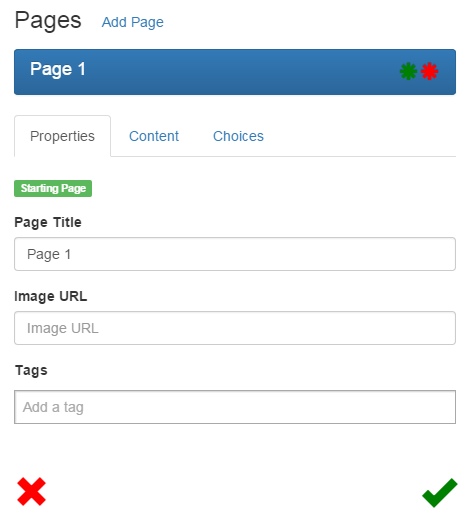 Pages Add Page
Page 1
Properties Content Choices
Starting Page
Page Title
Page 1
Image URL
Image URL
Tags
Add a tag